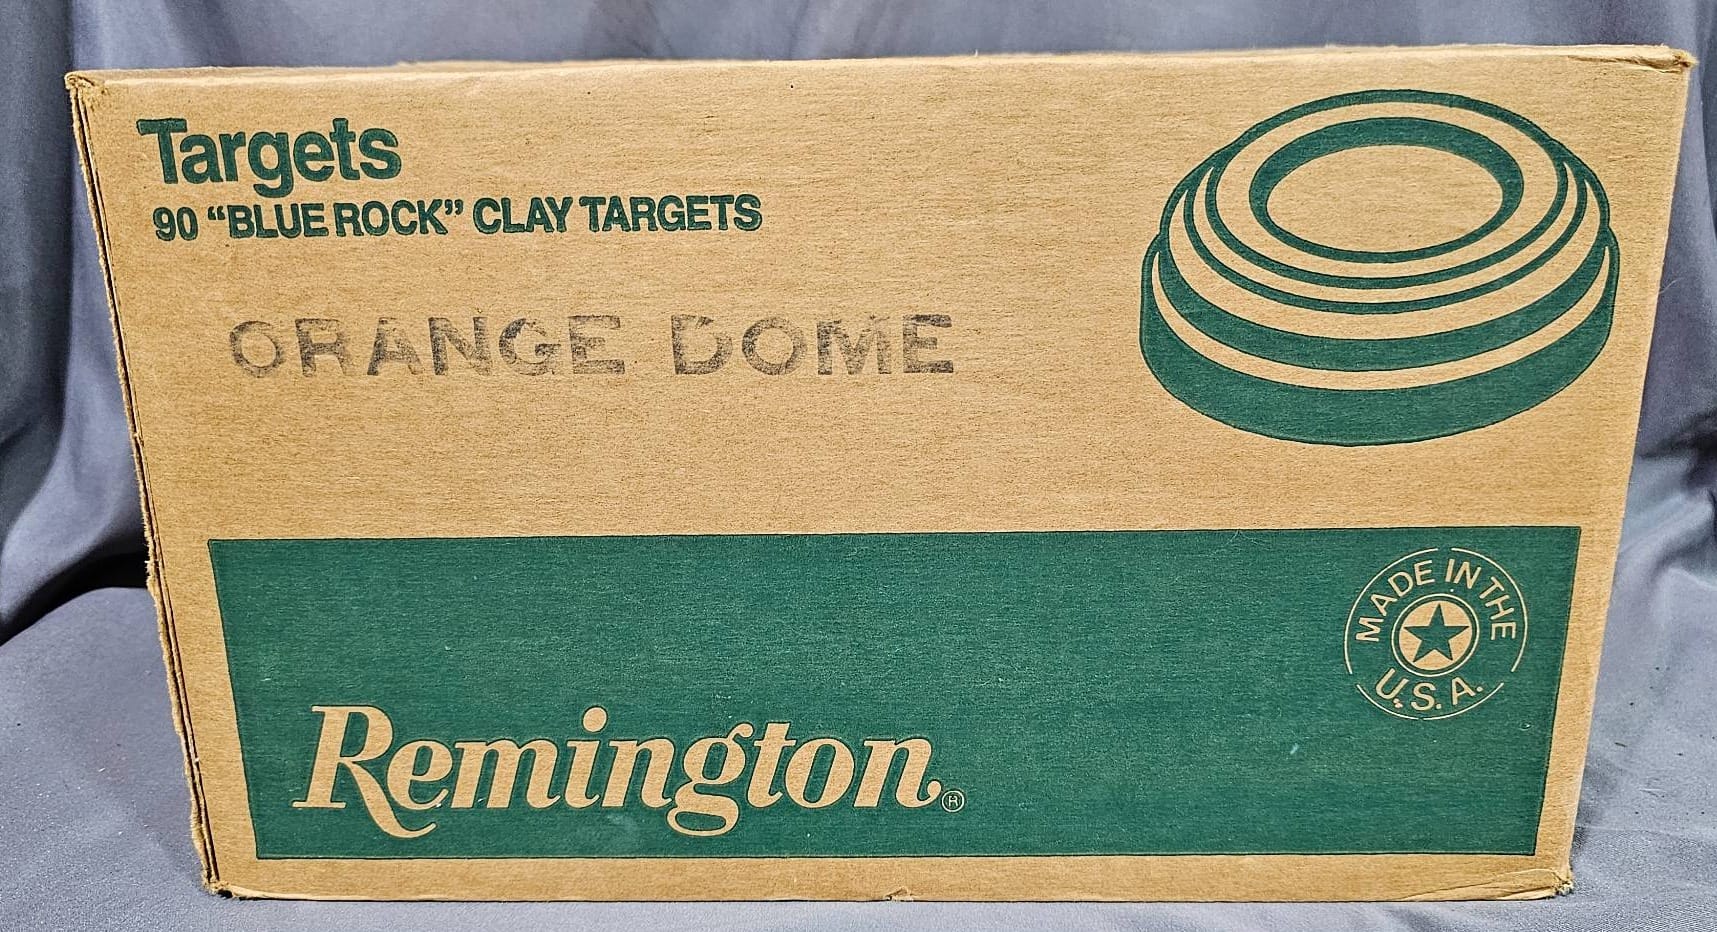 Targets
90 “BLUE ROCK” CLAY TARGETS
ORANGE DOME
MADE IN THE
U.S.A.
Remington®